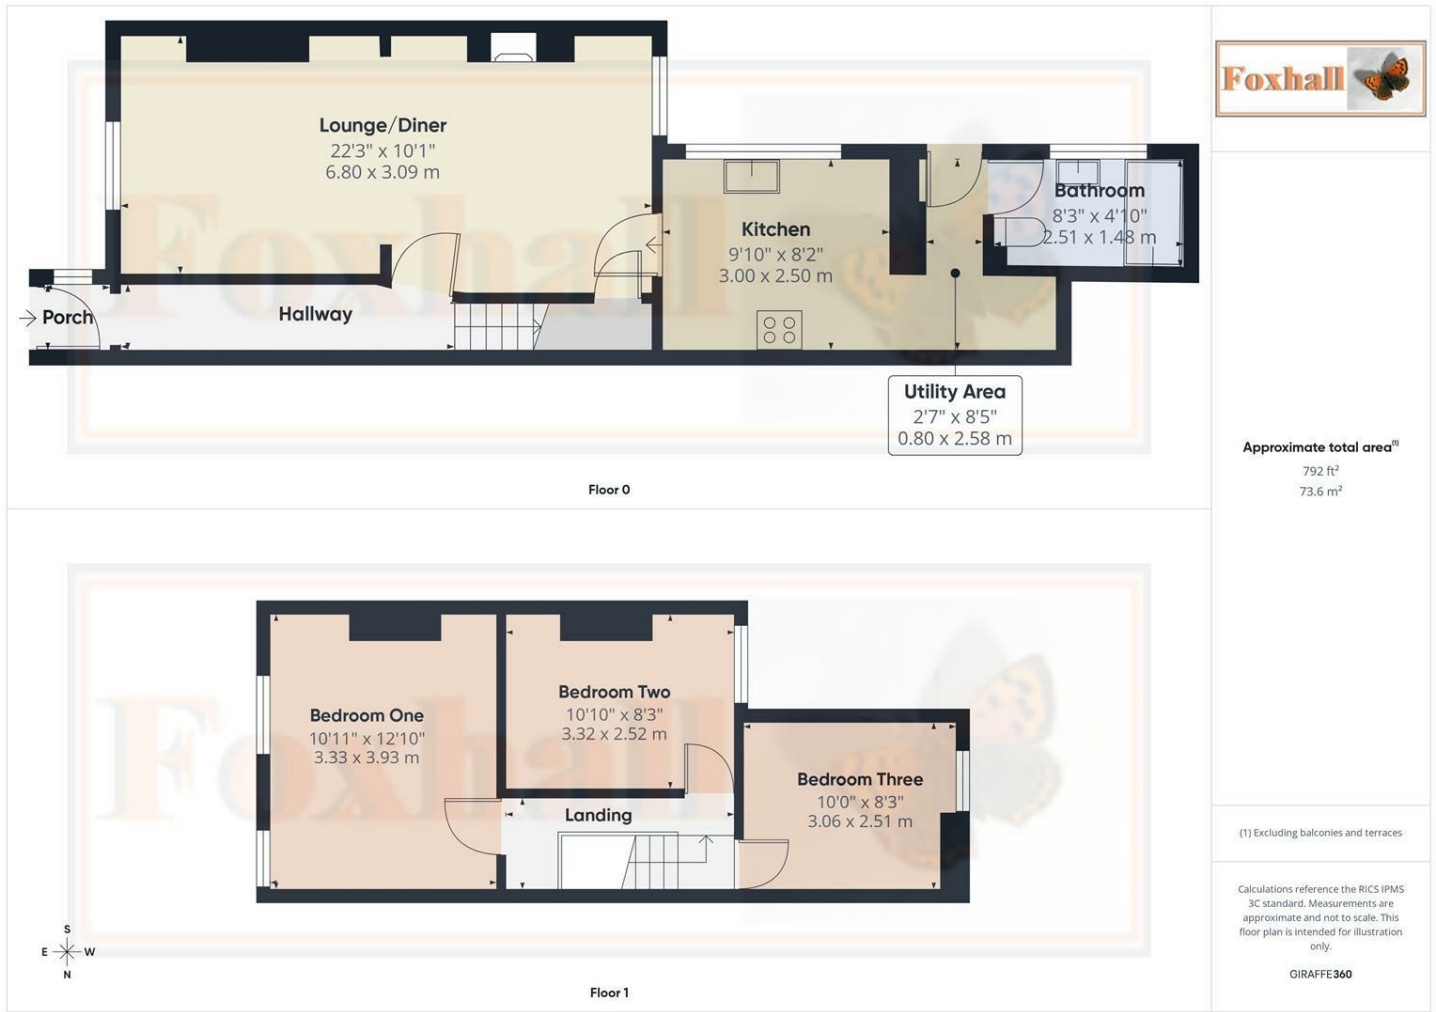 Lounge/Diner
22'3" x 10'1"
6.80 x 3.09 m
Kitchen
9'10" x 8'2"
3.00 x 2.50 m
Bathroom
8'3" x 4'10"
2.51 x 1.48 m
Porch
Hallway
Utility Area
2'7" x 8'5"
0.80 x 2.58 m
Foxhall
Floor 0
Bedroom One
10'11" x 12'10"
3.33 x 3.93 m
Bedroom Two
10'10" x 8'3"
3.32 x 2.52 m
Bedroom Three
10'0" x 8'3"
3.06 x 2.51 m
Landing
Foxhall
S
E W
N
Floor 1
Foxhall
Approximate total area(1)
792 ft²
73.6 m²
(1) Excluding balconies and terraces
Calculations reference the RICS IPMS
3C standard. Measurements are
approximate and not to scale. This
floor plan is intended for illustration
only.
GIRAFFE360